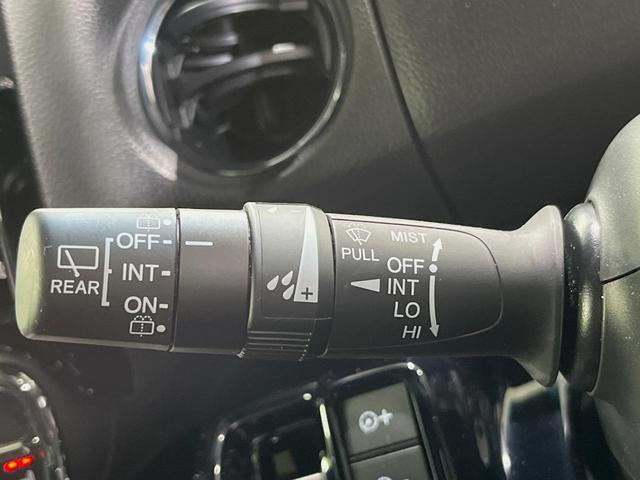 REAR
OFF
INT
ON
+
PULL
MIST
OFF
INT
LO
HI
+